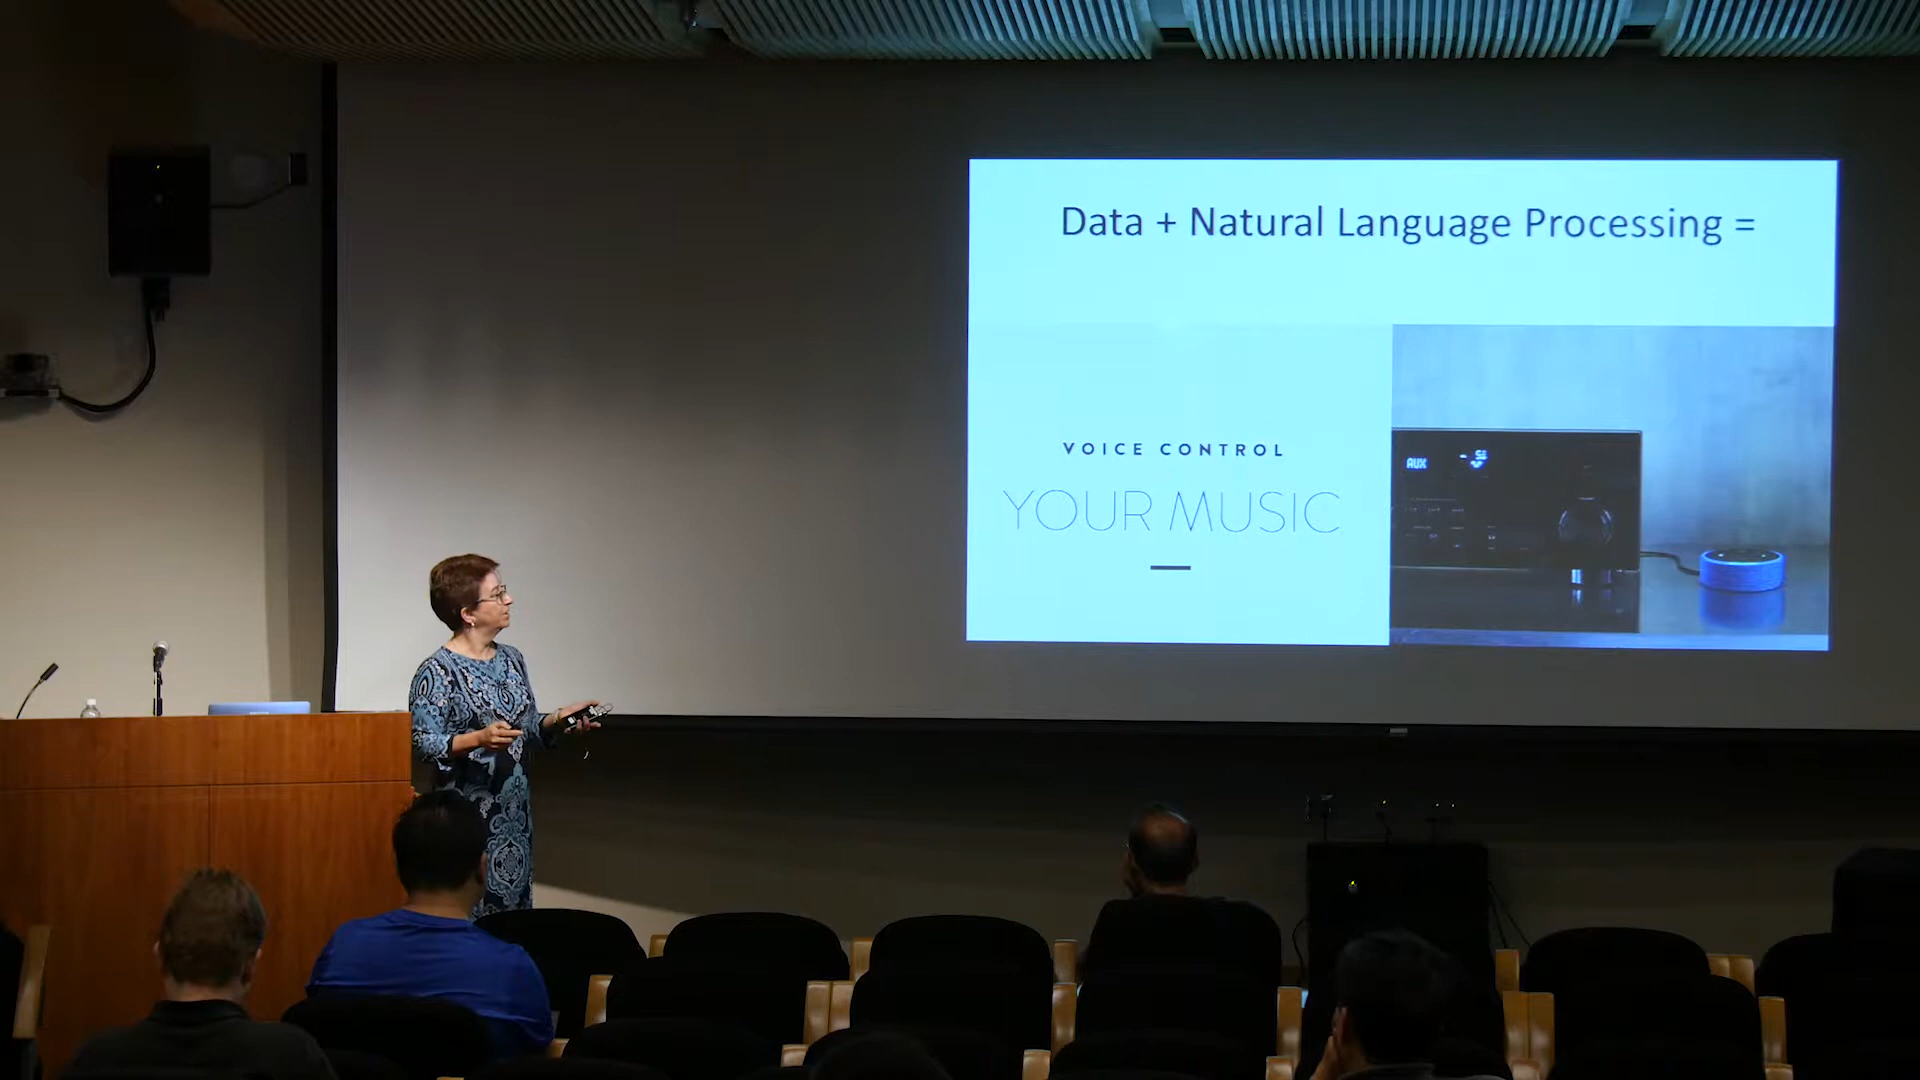 Data + Natural Language Processing =
VOICE CONTROL
YOUR MUSIC
AUX